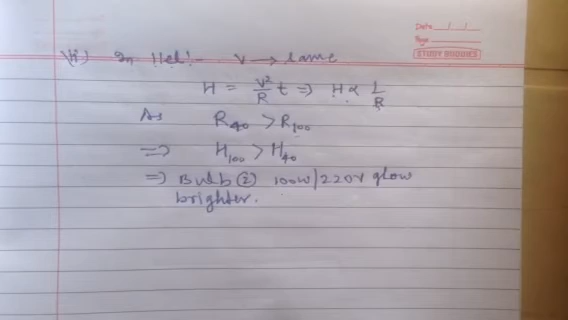 Date / /
Page
STUDY BUDDIES
(ii) In llel :- V → same
H = V²/R t ⇒ H ∝ 1/R
As R₄₀ > R₁₀₀
⇒ H₁₀₀ > H₄₀
⇒ Bulb (2) 100W/220V glow
brighter.